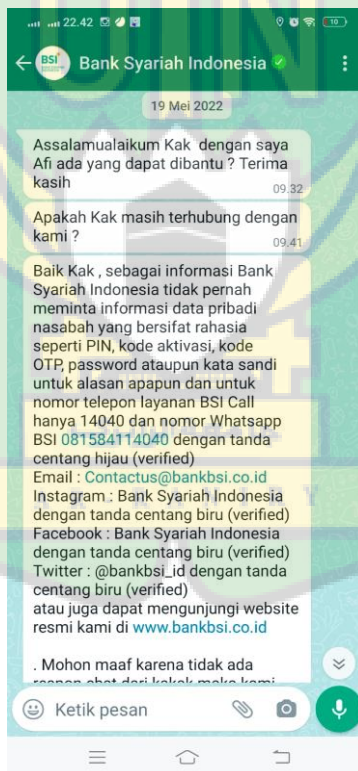 22.42
10
BSI
Bank Syariah Indonesia
19 Mei 2022
Assalamualaikum Kak dengan saya
Afi ada yang dapat dibantu ? Terima
kasih
09.32
Apakah Kak masih terhubung dengan
kami ?
09.41
Baik Kak , sebagai informasi Bank
Syariah Indonesia tidak pernah
meminta informasi data pribadi
nasabah yang bersifat rahasia
seperti PIN, kode aktivasi, kode
OTP, password ataupun kata sandi
untuk alasan apapun dan untuk
nomor telepon layanan BSI Call
hanya 14040 dan nomor Whatsapp
BSI 081584114040 dengan tanda
centang hijau (verified)
Email : Contactus@bankbsi.co.id
Instagram : Bank Syariah Indonesia
dengan tanda centang biru (verified)
Facebook : Bank Syariah Indonesia
dengan tanda centang biru (verified)
Twitter : @bankbsi_id dengan tanda
centang biru (verified)
atau juga dapat mengunjungi website
resmi kami di www.bankbsi.co.id
. Mohon maaf karena tidak ada
Ketik pesan